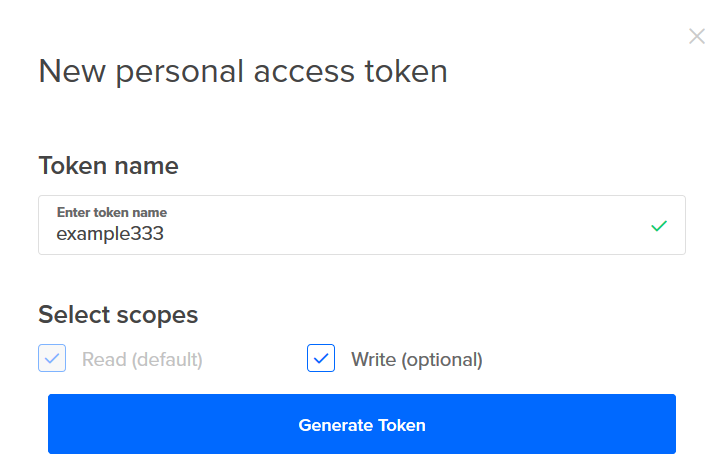 New personal access token
Token name
Enter token name
example333
Select scopes
Read (default) Write (optional)
Generate Token